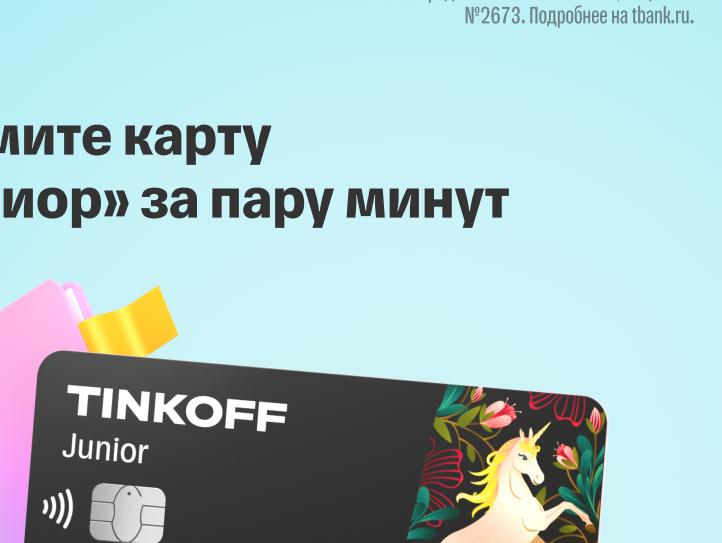 №2673. Подробнее на tbank.ru.
мите карту
иор» за пару минут
TINKOFF
Junior